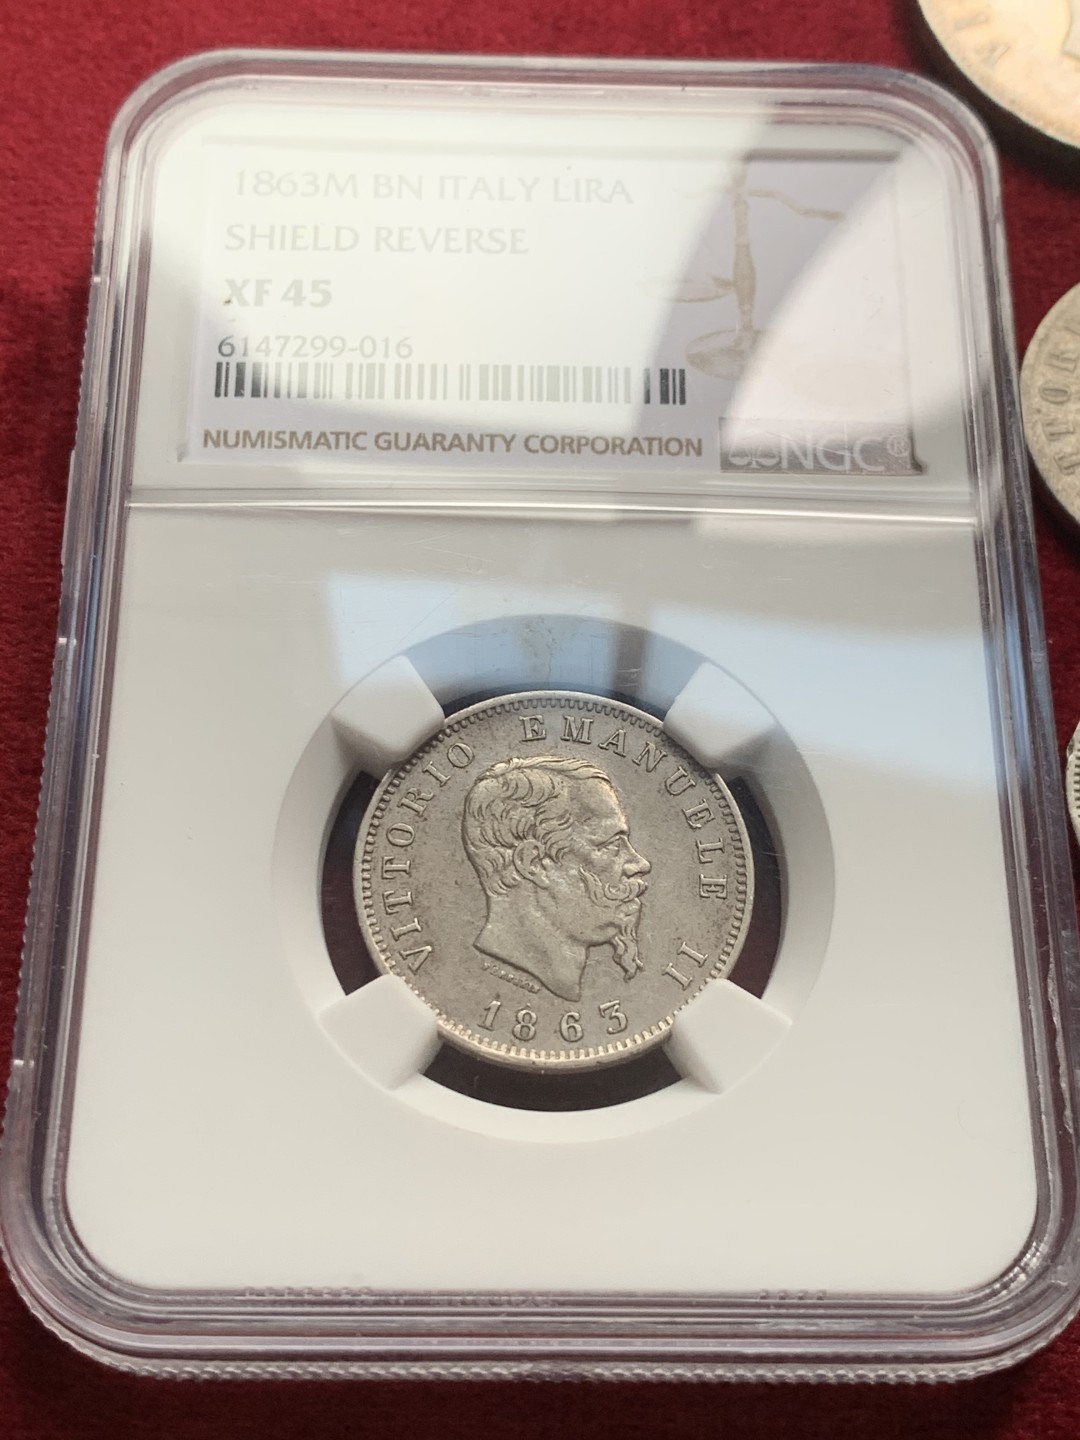 1863M BN ITALY LIRA
SHIELD REVERSE
XF 45
6147299-016
NUMISMATIC GUARANTY CORPORATION
NGC®
VITTORIO EMANUELE II
1863